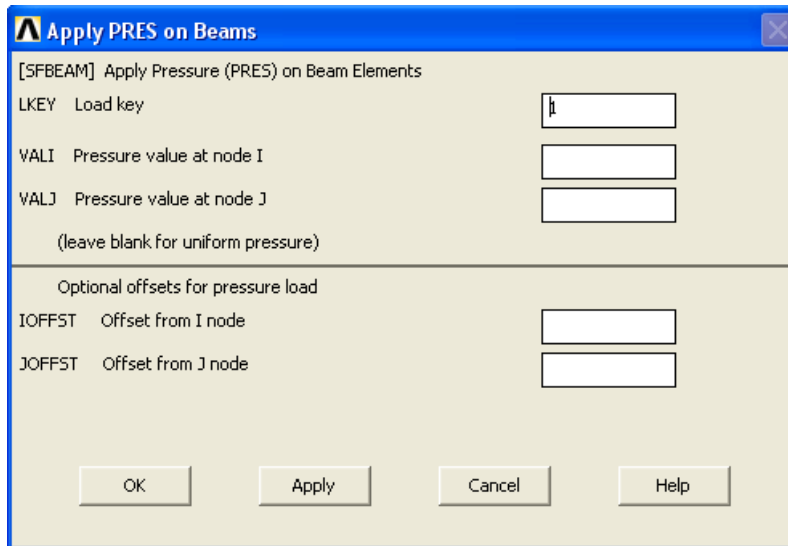 Apply PRES on Beams
[SFBEAM] Apply Pressure (PRES) on Beam Elements
LKEY Load key 1
VALI Pressure value at node I
VALJ Pressure value at node J
(leave blank for uniform pressure)
Optional offsets for pressure load
IOFFST Offset from I node
JOFFST Offset from J node
OK Apply Cancel Help